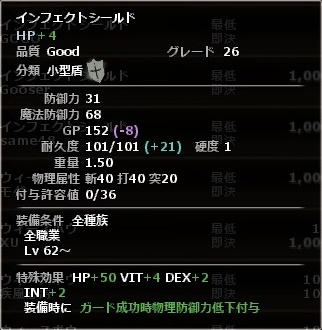 インフェクトシールド
HP+4
品質 Good グレード 26
分類 小型盾
防御力 31
魔法防御力 68
GP 152 (-8)
耐久度 101/101 (+21) 硬度 1
重量 1.50
物理属性 斬40 打40 突20
付与許容値 0/36
装備条件 全種族
全職業
Lv 62～
特殊効果 HP+50 VIT+4 DEX+2
INT+2
装備時に ガード成功時物理防御力低下付与